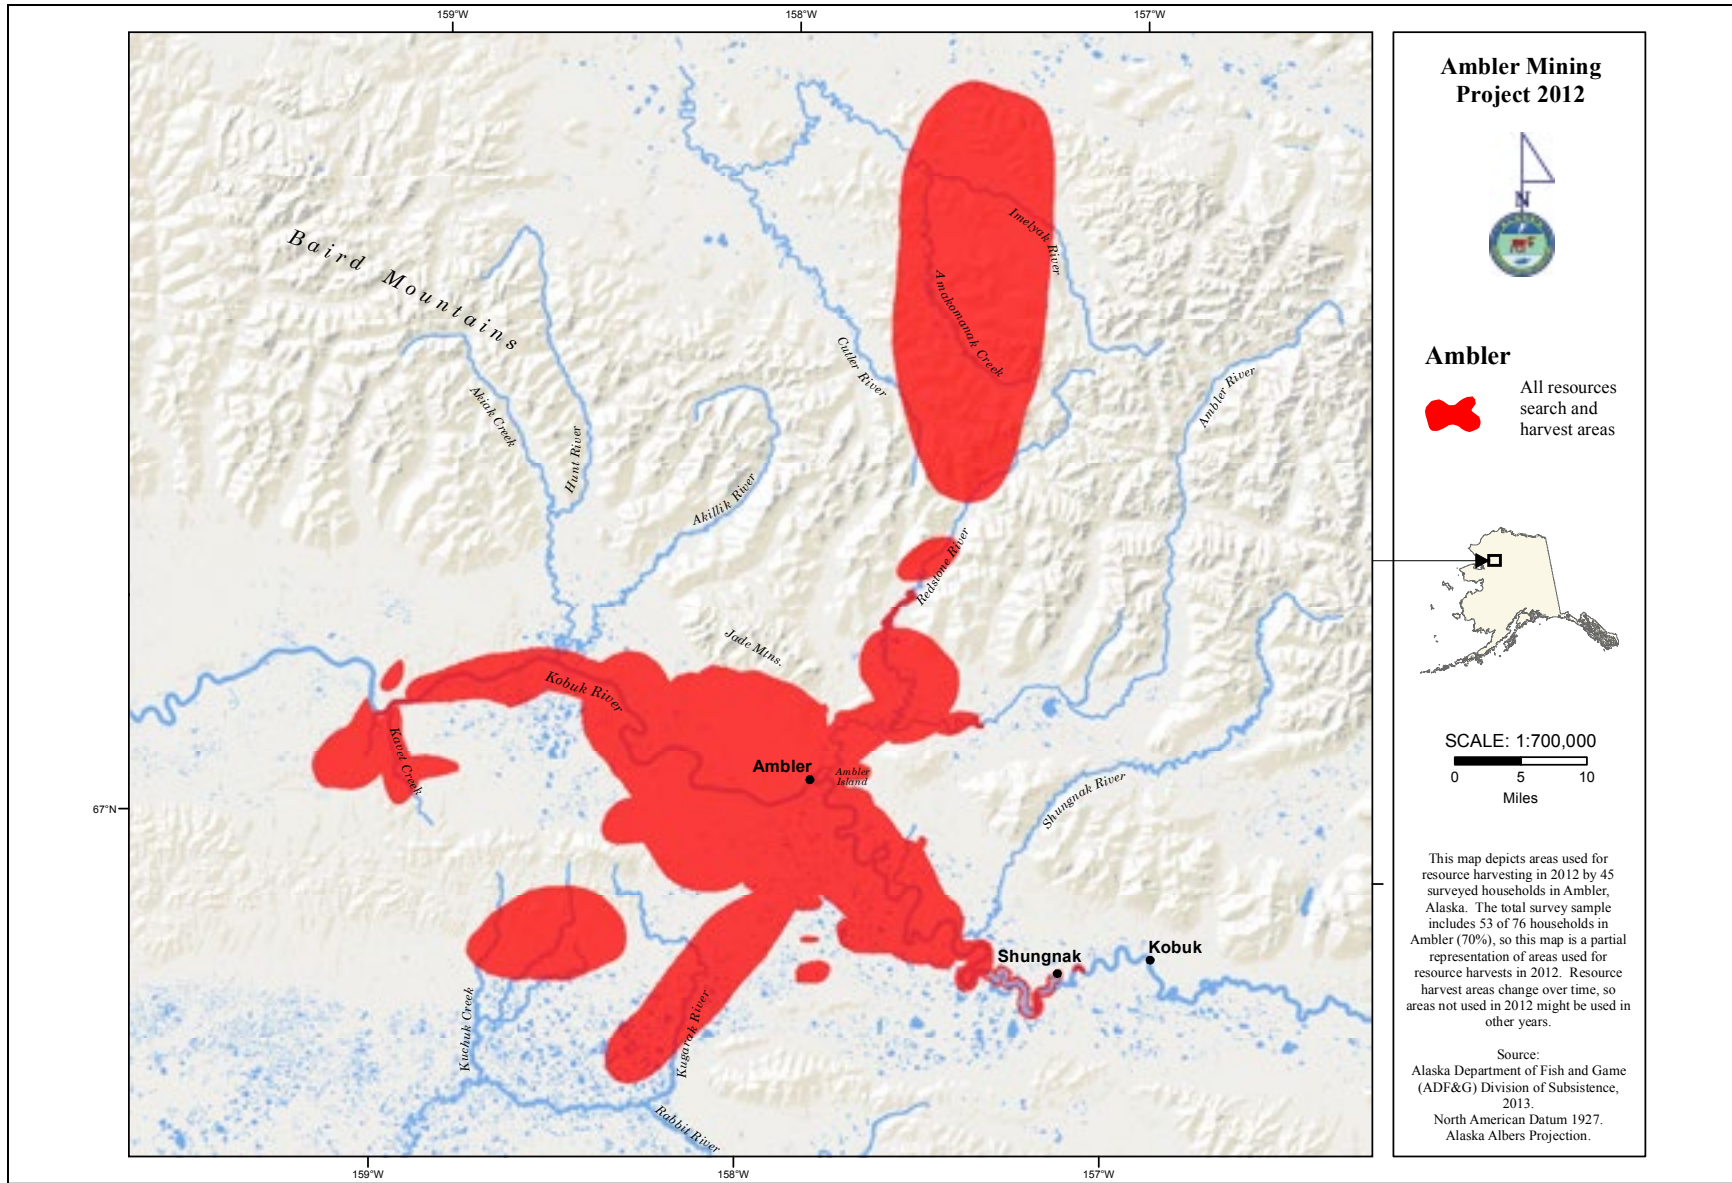 159°W
158°W
157°W
Baird Mountains
Akiak Creek
Hunt River
Akillik River
Cutler River
Imelyak River
Amakomanak Creek
Ambler River
Redstone River
Jade Mtns.
Kobuk River
Kavet Creek
Ambler
Ambler
Island
Shungnak River
67°N
Shungnak
Kobuk
Kuchuk Creek
Kugarak River
Rabbit River
159°W
158°W
157°W
Ambler Mining
Project 2012
N
Ambler
All resources
search and
harvest areas
SCALE: 1:700,000
0 5 10
Miles
This map depicts areas used for
resource harvesting in 2012 by 45
surveyed households in Ambler,
Alaska. The total survey sample
includes 53 of 76 households in
Ambler (70%), so this map is a partial
representation of areas used for
resource harvests in 2012. Resource
harvest areas change over time, so
areas not used in 2012 might be used in
other years.
Source:
Alaska Department of Fish and Game
(ADF&G) Division of Subsistence,
2013.
North American Datum 1927.
Alaska Albers Projection.